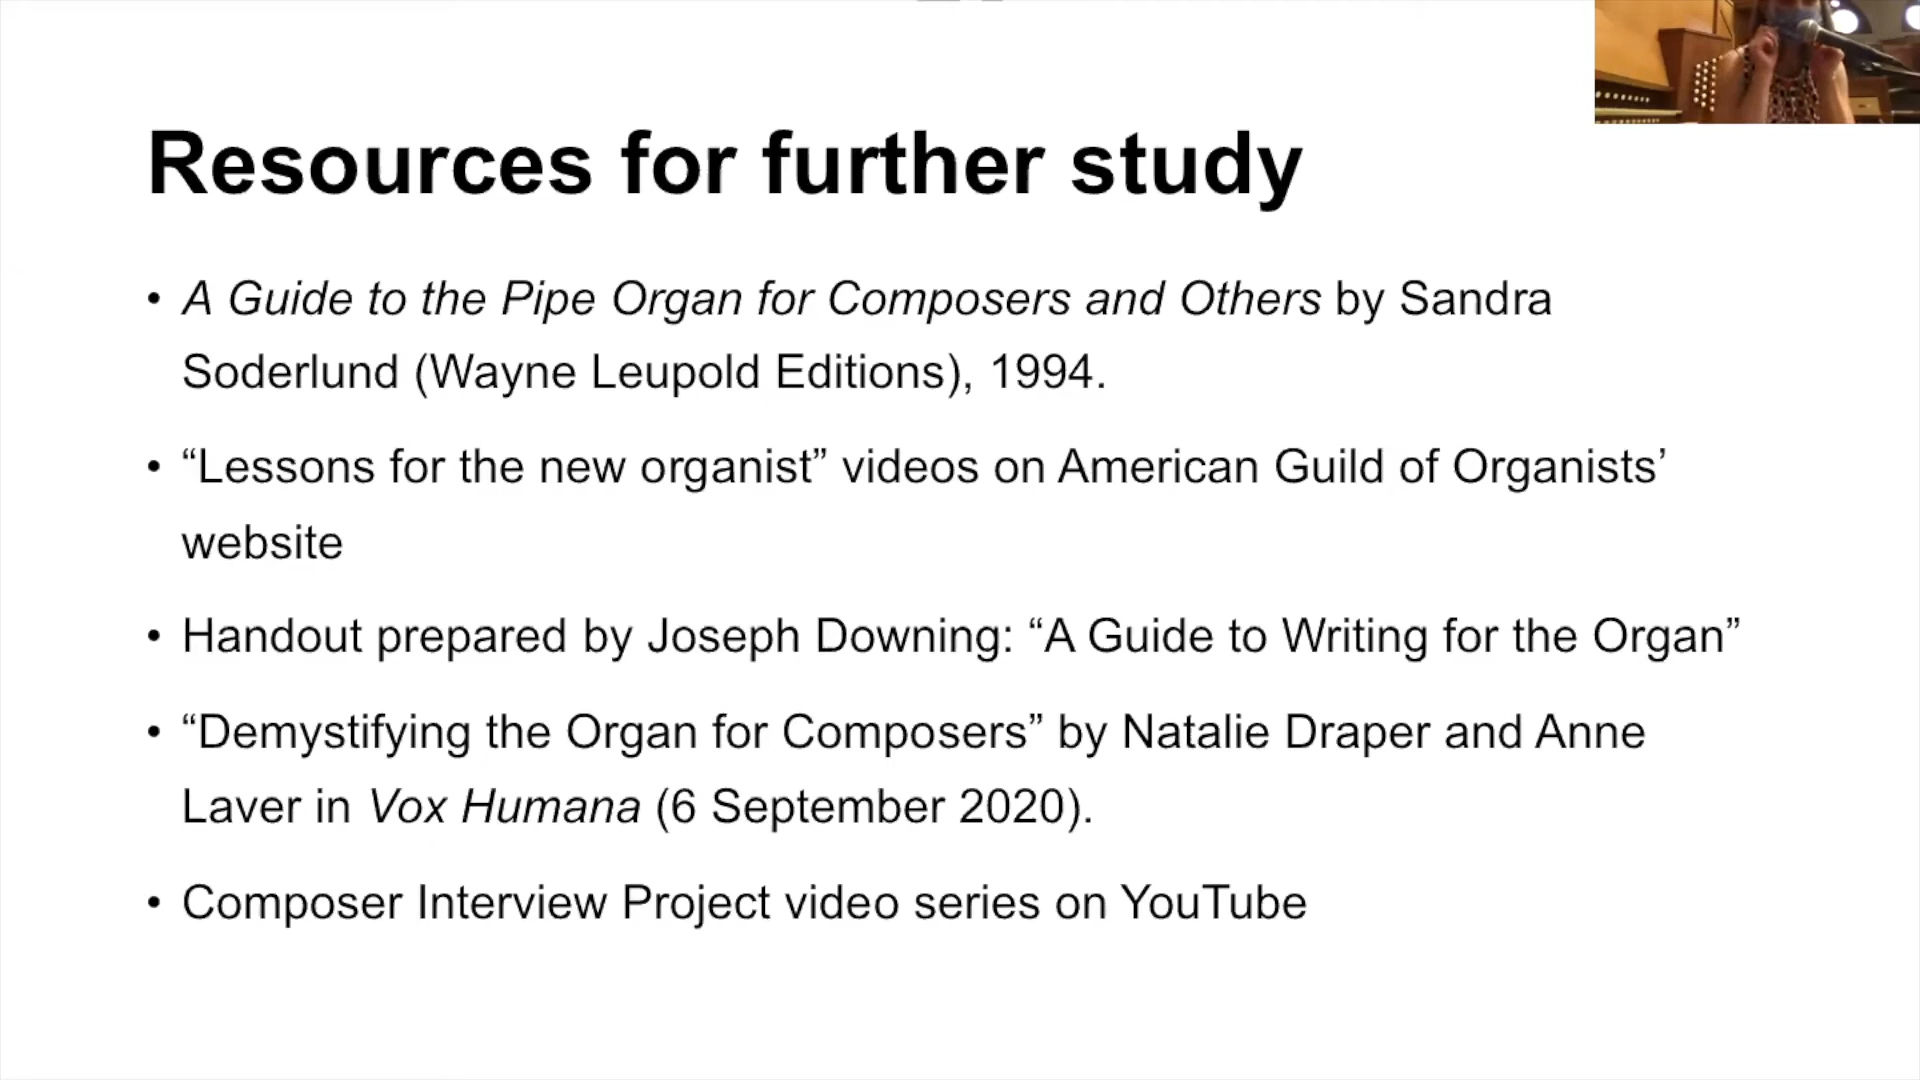 Resources for further study
• A Guide to the Pipe Organ for Composers and Others by Sandra
Soderlund (Wayne Leupold Editions), 1994.
• “Lessons for the new organist” videos on American Guild of Organists’
website
• Handout prepared by Joseph Downing: “A Guide to Writing for the Organ”
• “Demystifying the Organ for Composers” by Natalie Draper and Anne
Laver in Vox Humana (6 September 2020).
• Composer Interview Project video series on YouTube